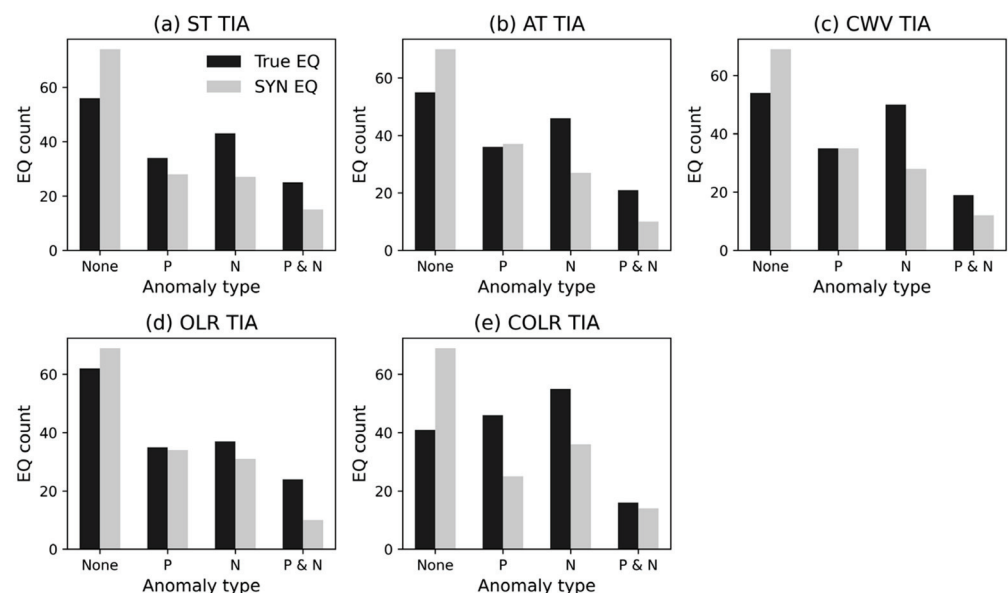 (a) ST TIA
True EQ
SYN EQ
EQ count
60
40
20
0
None P N P & N
Anomaly type
(b) AT TIA
EQ count
60
40
20
0
None P N P & N
Anomaly type
(c) CWV TIA
EQ count
60
40
20
0
None P N P & N
Anomaly type
(d) OLR TIA
EQ count
60
40
20
0
None P N P & N
Anomaly type
(e) COLR TIA
EQ count
60
40
20
0
None P N P & N
Anomaly type